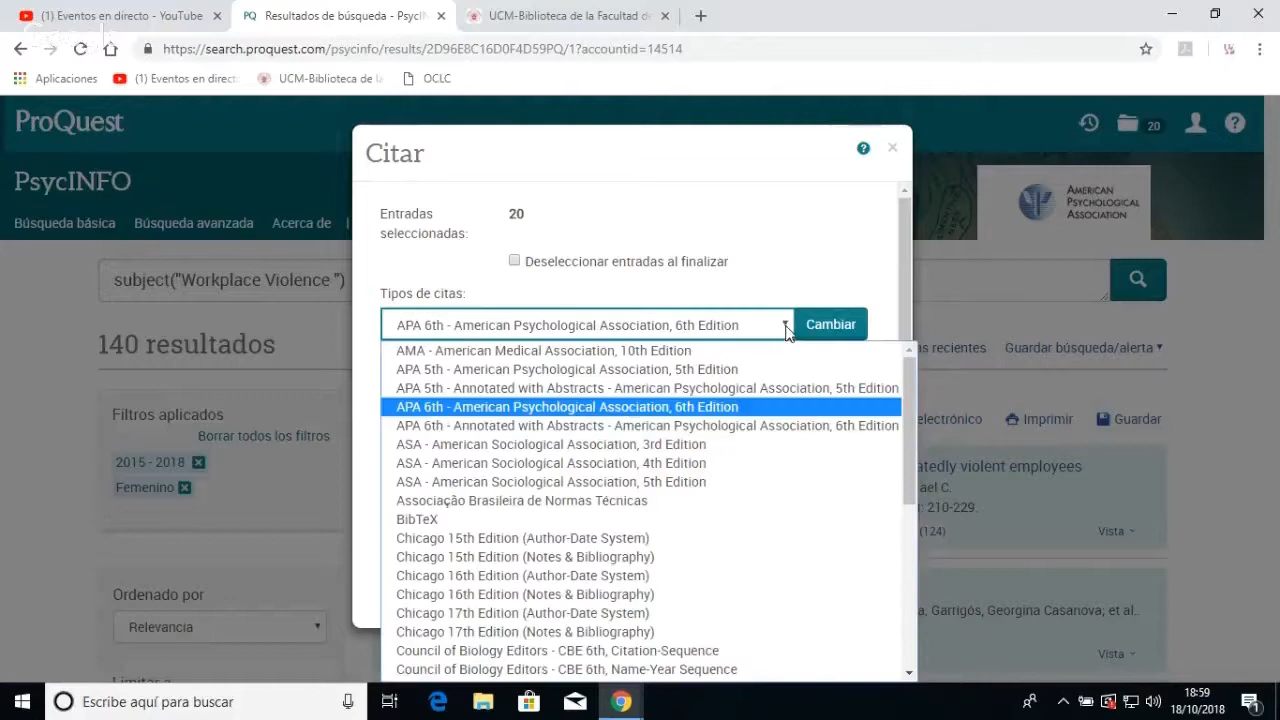 (1) Eventos en directo - YouTube
Resultados de búsqueda - PsycIN
UCM-Biblioteca de la Facultad de
https://search.proquest.com/psycinfo/results/2D96E8C16D0F4D59PQ/1?accountid=14514
Aplicaciones
(1) Eventos en direct
UCM-Biblioteca de la
OCLC
ProQuest
20
PsycINFO
AMERICAN
PSYCHOLOGICAL
ASSOCIATION
Búsqueda básica
Búsqueda avanzada
Acerca de
Citar
Entradas
seleccionadas:
20
Deseleccionar entradas al finalizar
Tipos de citas:
APA 6th - American Psychological Association, 6th Edition
Cambiar
AMA - American Medical Association, 10th Edition
APA 5th - American Psychological Association, 5th Edition
APA 5th - Annotated with Abstracts - American Psychological Association, 5th Edition
APA 6th - American Psychological Association, 6th Edition
APA 6th - Annotated with Abstracts - American Psychological Association, 6th Edition
ASA - American Sociological Association, 3rd Edition
ASA - American Sociological Association, 4th Edition
ASA - American Sociological Association, 5th Edition
Associação Brasileira de Normas Técnicas
BibTeX
Chicago 15th Edition (Author-Date System)
Chicago 15th Edition (Notes & Bibliography)
Chicago 16th Edition (Author-Date System)
Chicago 16th Edition (Notes & Bibliography)
Chicago 17th Edition (Author-Date System)
Chicago 17th Edition (Notes & Bibliography)
Council of Biology Editors - CBE 6th, Citation-Sequence
Council of Biology Editors - CBE 6th, Name-Year Sequence
subject("Workplace Violence ")
140 resultados
as recientes
Guardar búsqueda/alerta
Filtros aplicados
Borrar todos los filtros
2015 - 2018
Femenino
Ordenado por
Relevancia
Limitar a
electrónico
Imprimir
Guardar
atedly violent employees
ael C.
: 210-229.
(124)
Vista
a, Garrigós, Georgina Casanova; et al..
Vista
Escribe aquí para buscar
18:59
18/10/2018
1